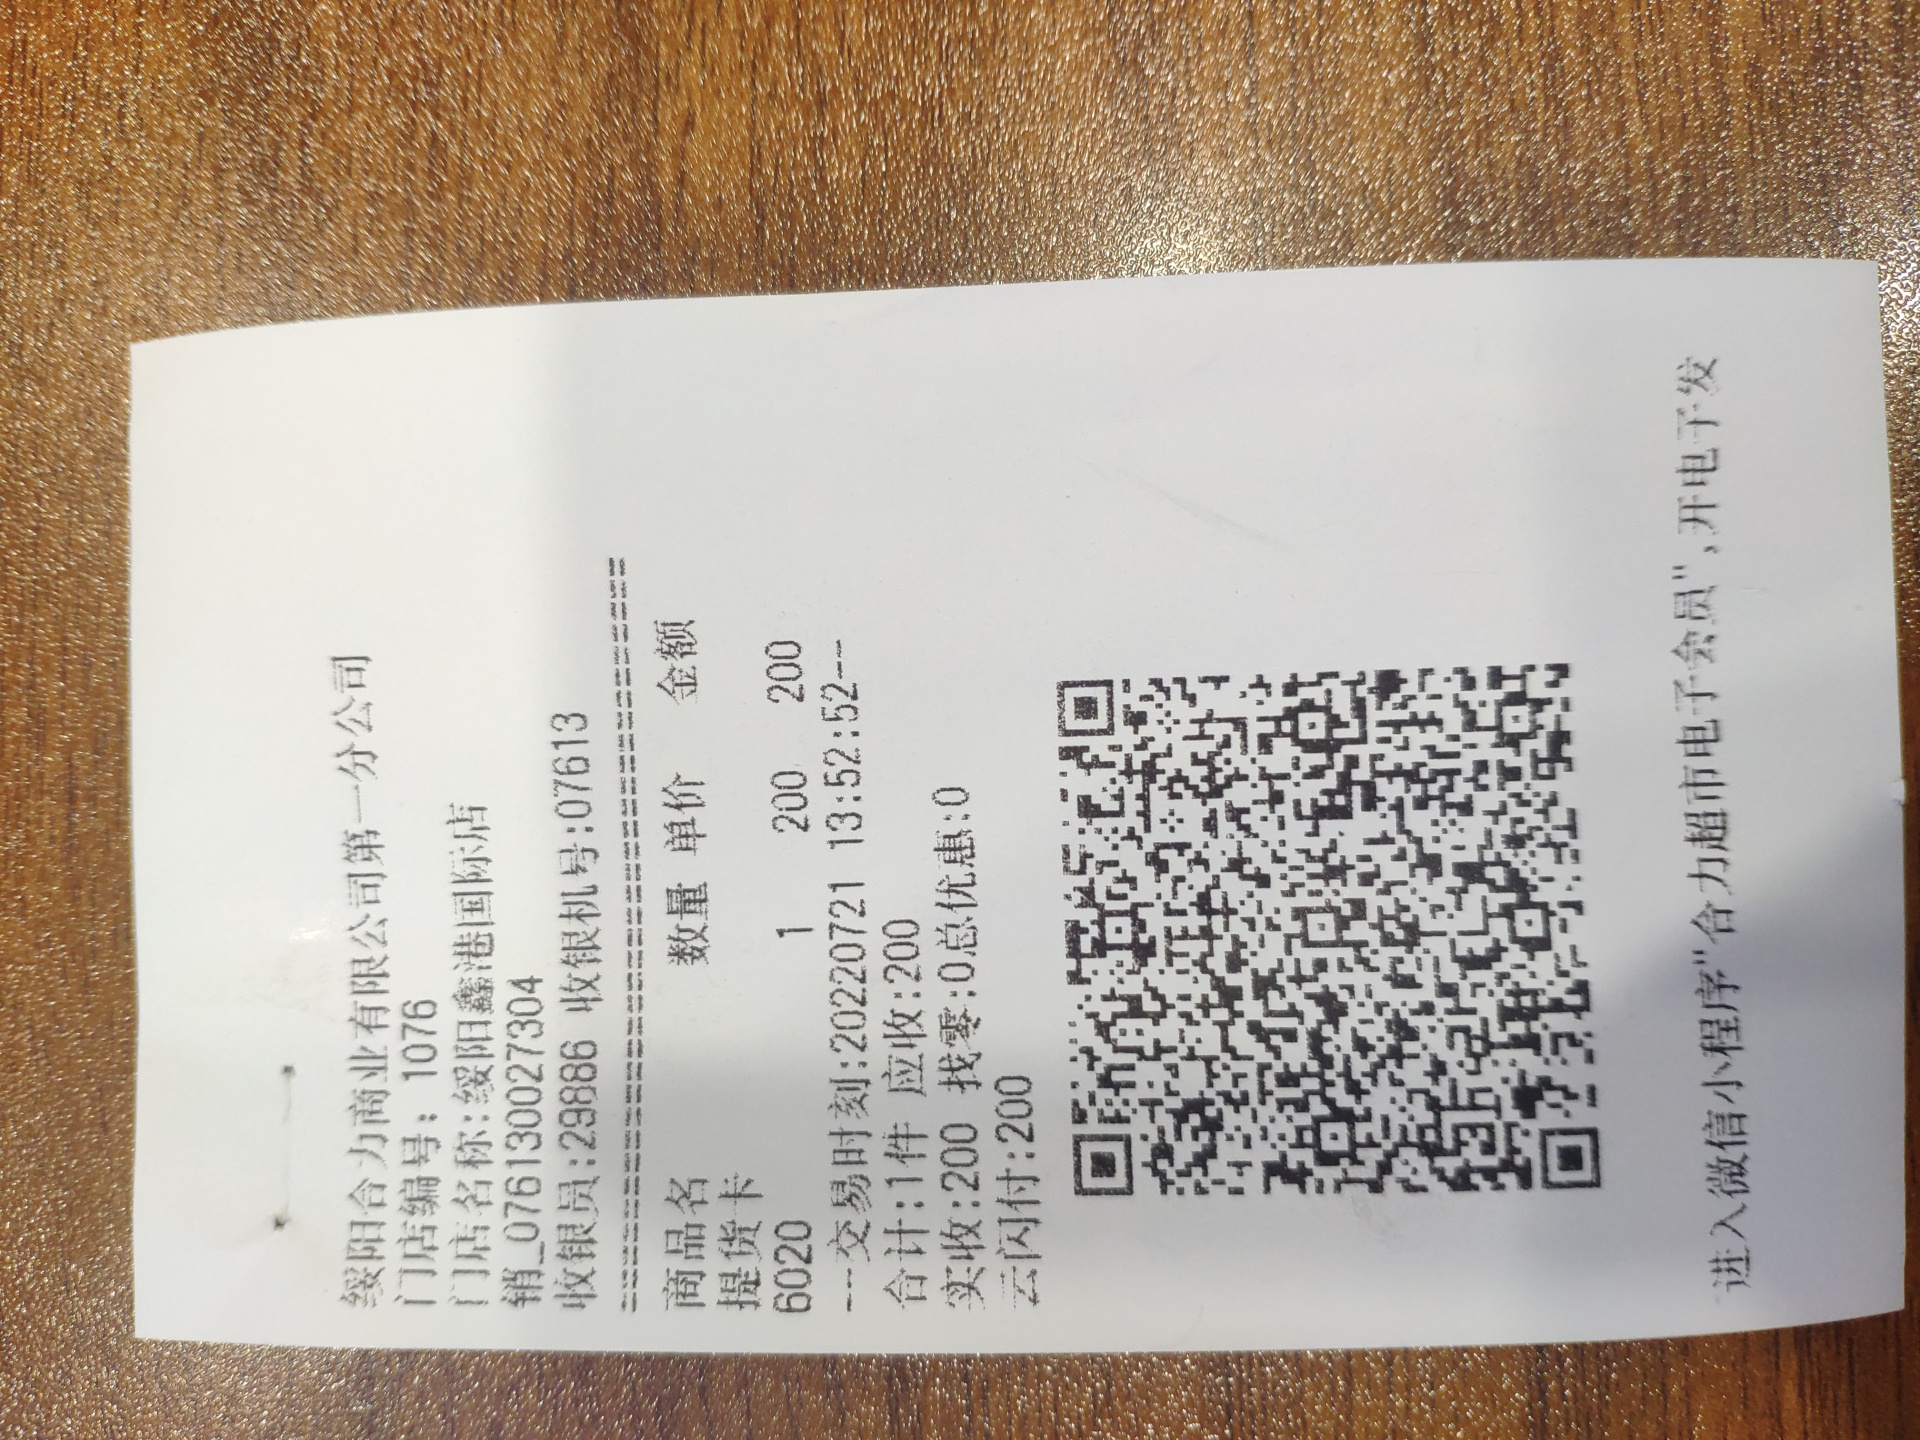 绥阳合力商业有限公司第一分公司
门店编号: 1076
门店名称:绥阳鑫港国际店
销_0761300027304
收银员:29886 收银机号:07613
商品名 数量 单价 金额
提货卡
6020 1 200 200
---交易时刻:20220721 13:52:52--
合计:1件 应收:200
实收:200 找零:0总优惠:0
云闪付:200
进入微信小程序"合力超市电子会员",开电子发